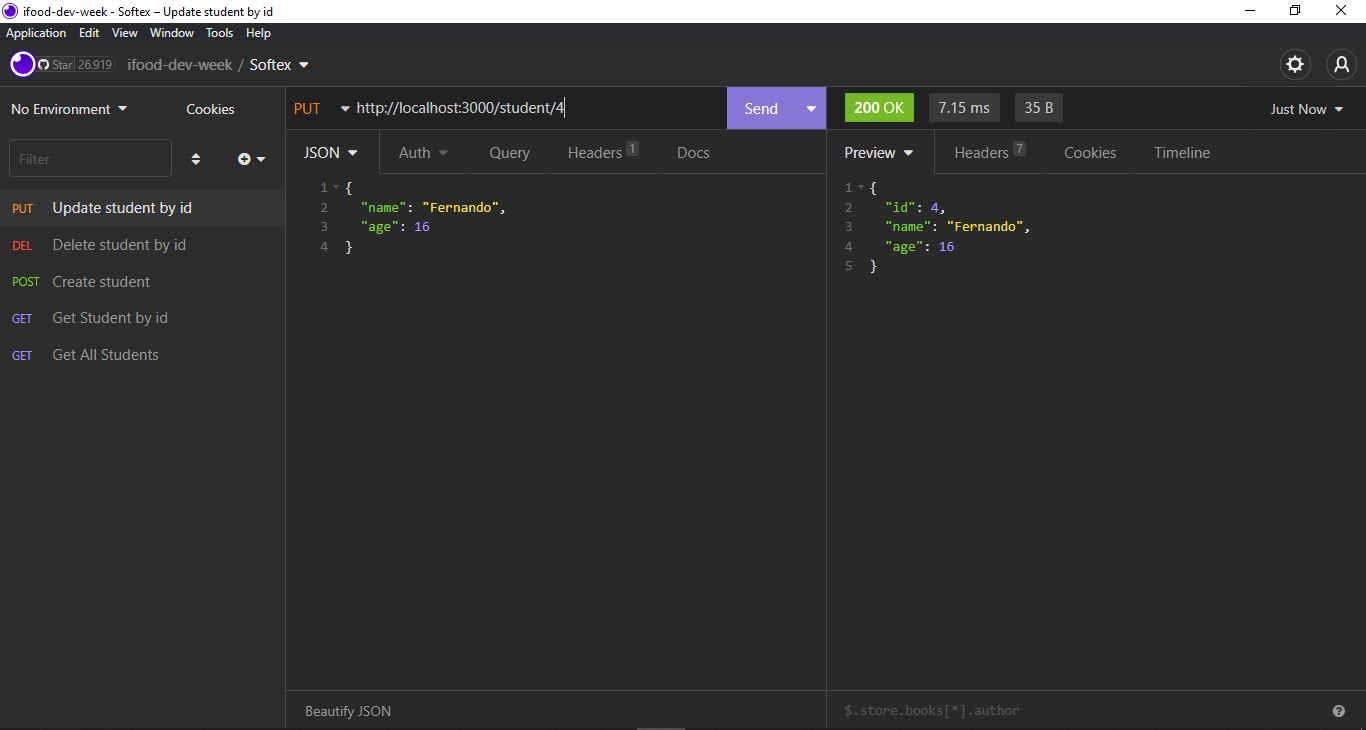 ifood-dev-week - Softex – Update student by id
Application Edit View Window Tools Help
Star 26.919 ifood-dev-week / Softex
No Environment Cookies
Filter
PUT Update student by id
DEL Delete student by id
POST Create student
GET Get Student by id
GET Get All Students
PUT http://localhost:3000/student/4 Send
JSON Auth Query Headers 1 Docs
1 {
2 "name": "Fernando",
3 "age": 16
4 }
Beautify JSON
200 OK 7.15 ms 35 B Just Now
Preview Headers 7 Cookies Timeline
1 {
2 "id": 4,
3 "name": "Fernando",
4 "age": 16
5 }
$.store.books[*].author ?